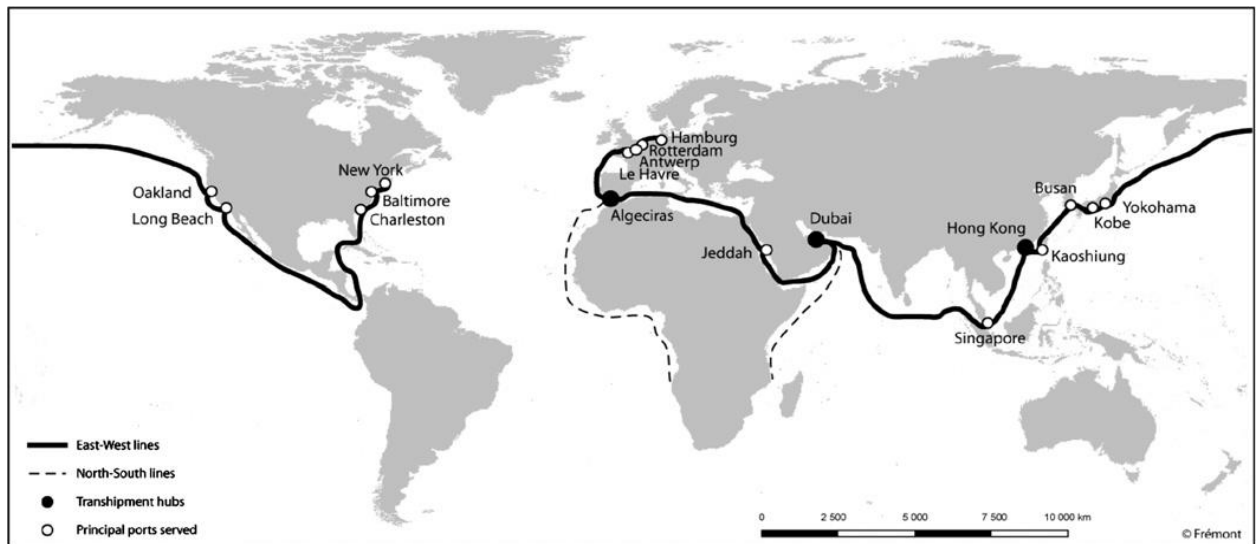 Hamburg
Rotterdam
Antwerp
Le Havre
New York
Oakland
Baltimore
Long Beach
Charleston
Algeciras
Jeddah
Dubai
Busan
Yokohama
Kobe
Hong Kong
Kaoshiung
Singapore
East-West lines
North-South lines
Transhipment hubs
Principal ports served
0 2 500 5 000 7 500 10 000 km
© Frémont